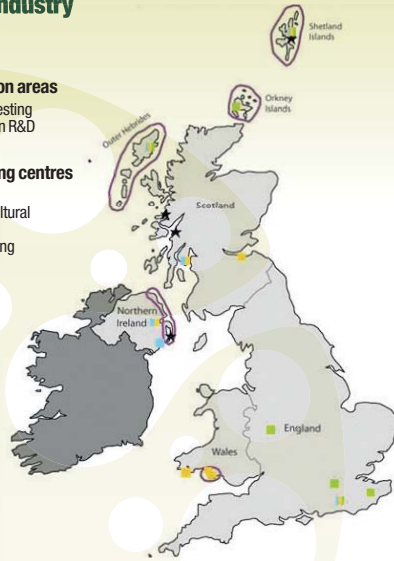 ndustry
on areas
esting
n R&D
ng centres
ltural
ng
Shetland
Islands
Orkney
Islands
Outer Hebrides
Scotland
Northern
Ireland
England
Wales